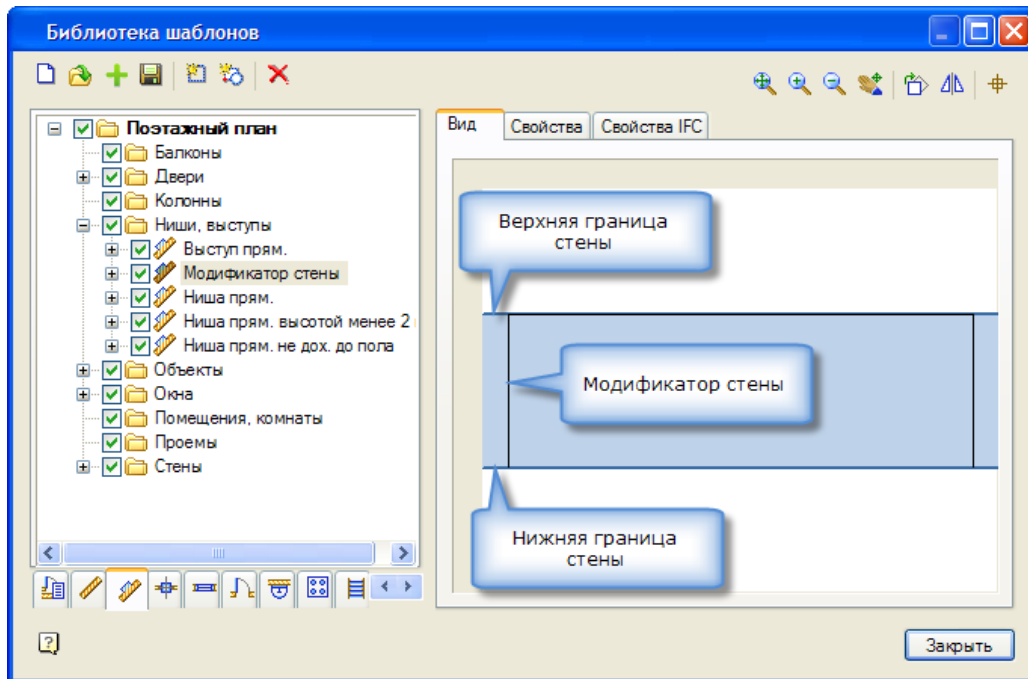 Библиотека шаблонов
Поэтажный план
Балконы
Двери
Колонны
Ниши, выступы
Выступ прям.
Модификатор стены
Ниша прям.
Ниша прям. высотой менее 2
Ниша прям. не дох. до пола
Объекты
Окна
Помещения, комнаты
Проемы
Стены
Вид
Свойства
Свойства IFC
Верхняя граница
стены
Модификатор стены
Нижняя граница
стены
Закрыть